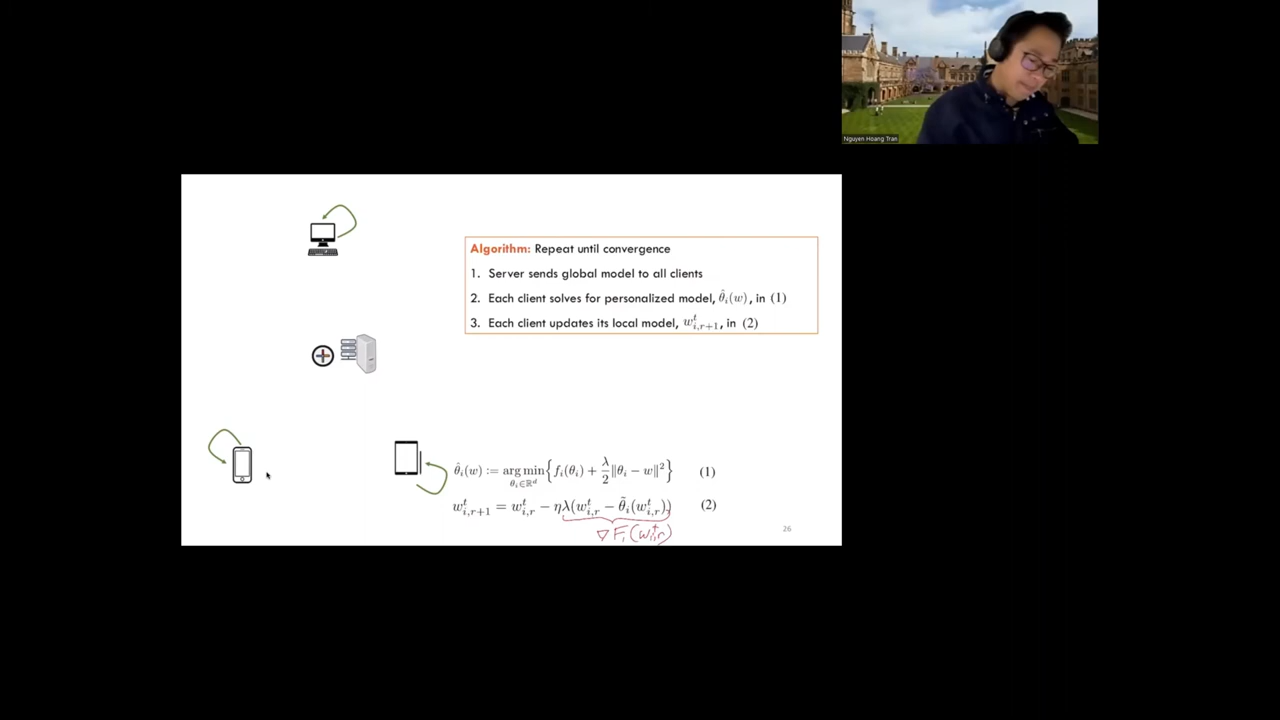 Nguyen Hoang Tran
Algorithm: Repeat until convergence
1. Server sends global model to all clients
2. Each client solves for personalized model, θ̂ᵢ(w), in (1)
3. Each client updates its local model, wᵗᵢ,ᵣ₊₁, in (2)
θ̂ᵢ(w) := arg min_{θᵢ∈ℝᵈ} {fᵢ(θᵢ) + λ/2 ‖θᵢ − w‖²} (1)
wᵗᵢ,ᵣ₊₁ = wᵗᵢ,ᵣ − ηλ(wᵗᵢ,ᵣ − θ̃ᵢ(wᵗᵢ,ᵣ)) (2)
∇Fᵢ(wᵗᵢ,ᵣ)
26